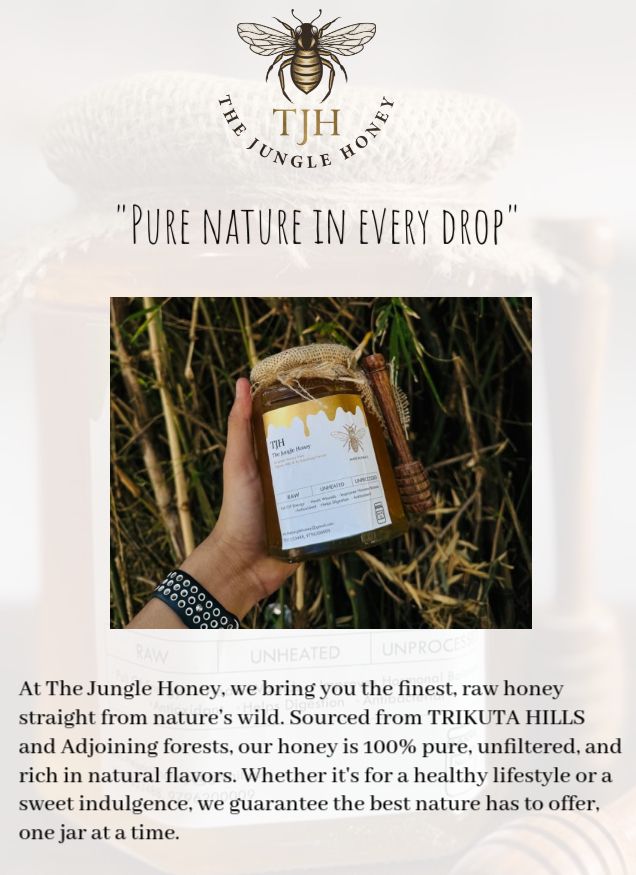 THE JUNGLE HONEY
TJH
"PURE NATURE IN EVERY DROP"
TJH
The Jungle Honey
RAW
UNHEATED
UNPROCESSED
RAW
UNHEATED
UNPROCES
Helps Digestion
At The Jungle Honey, we bring you the finest, raw honey
straight from nature's wild. Sourced from TRIKUTA HILLS
and Adjoining forests, our honey is 100% pure, unfiltered, and
rich in natural flavors. Whether it's for a healthy lifestyle or a
sweet indulgence, we guarantee the best nature has to offer,
one jar at a time.